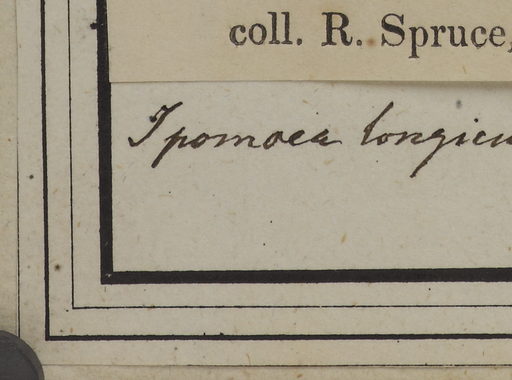 coll. R. Spruce,
Ipomoea